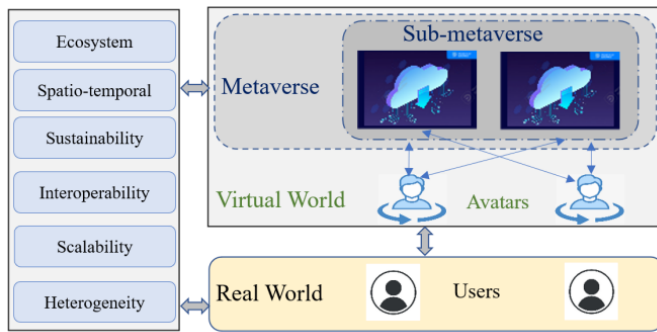 Ecosystem
Spatio-temporal
Sustainability
Interoperability
Scalability
Heterogeneity
Sub-metaverse
Metaverse
Virtual World
Avatars
Real World
Users